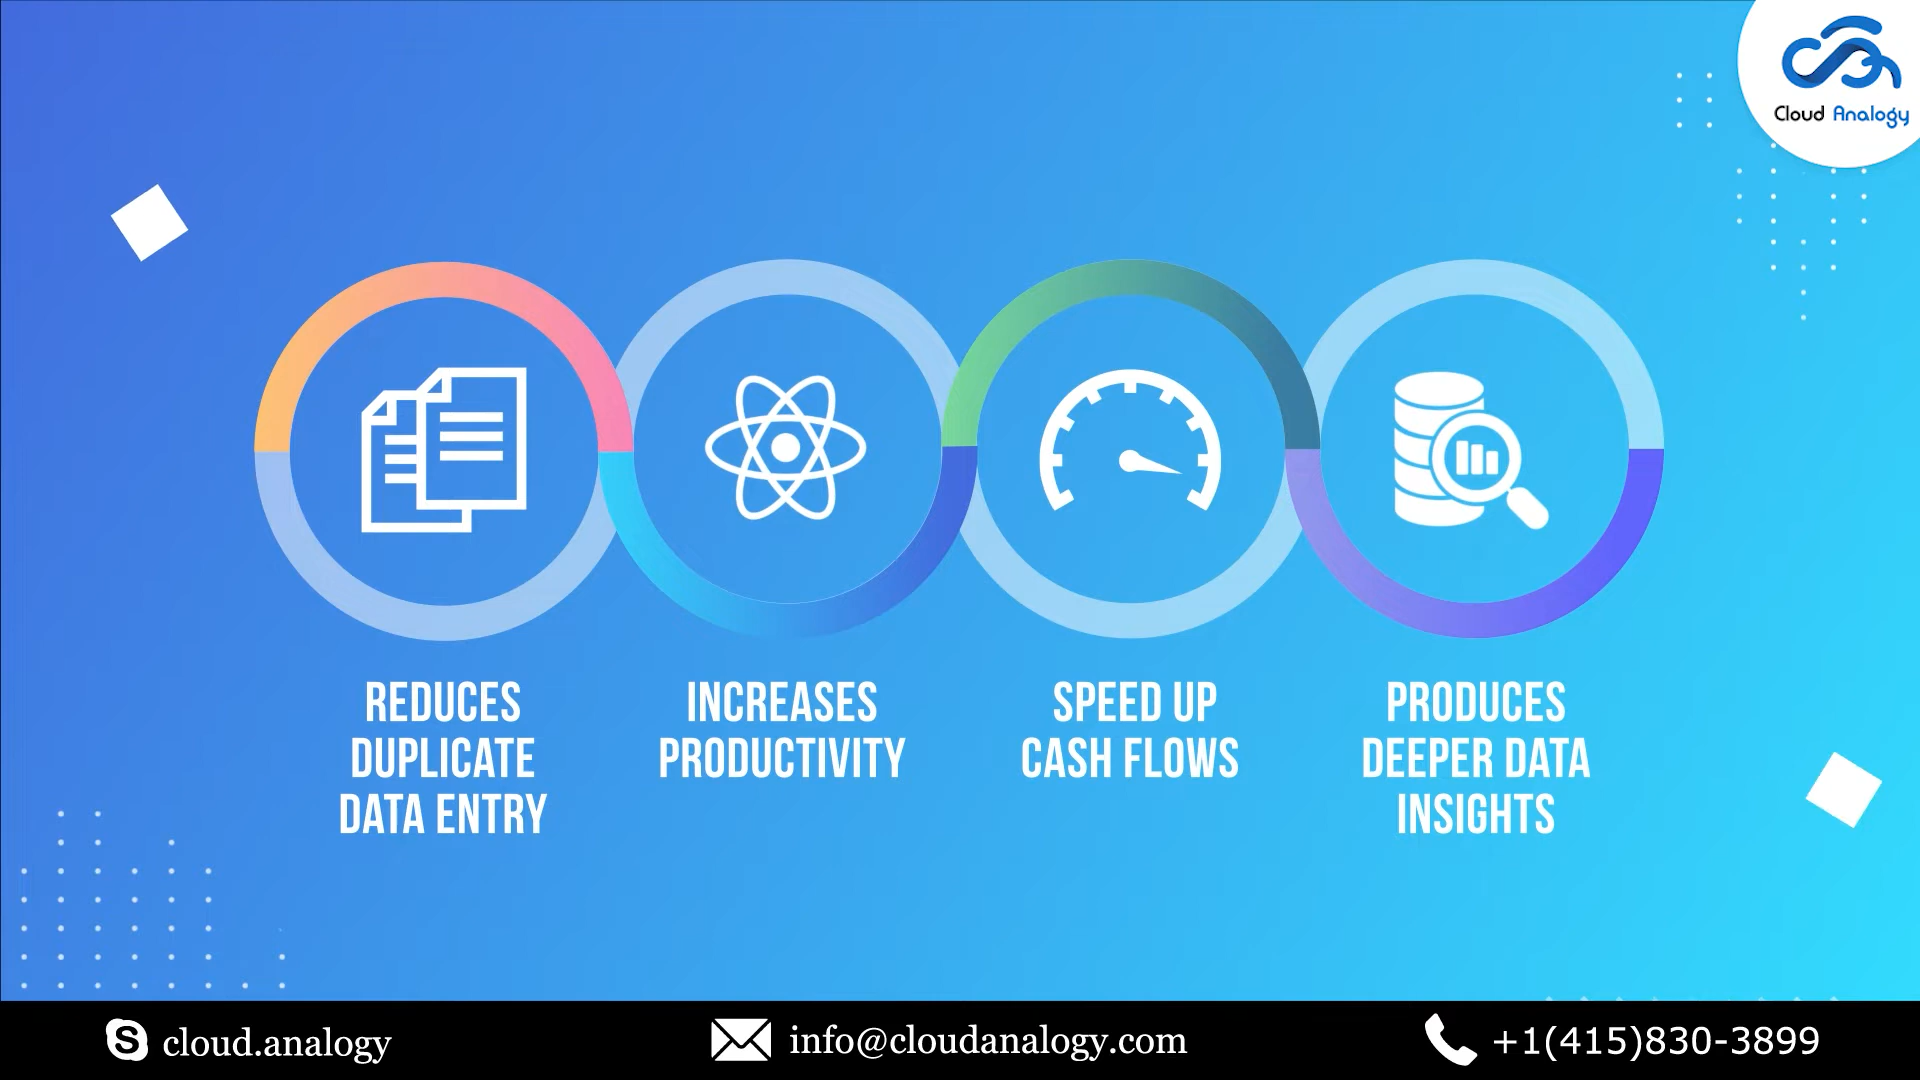 Cloud Analogy
REDUCES
DUPLICATE
DATA ENTRY
INCREASES
PRODUCTIVITY
SPEED UP
CASH FLOWS
PRODUCES
DEEPER DATA
INSIGHTS
cloud.analogy
info@cloudanalogy.com
+1(415)830-3899